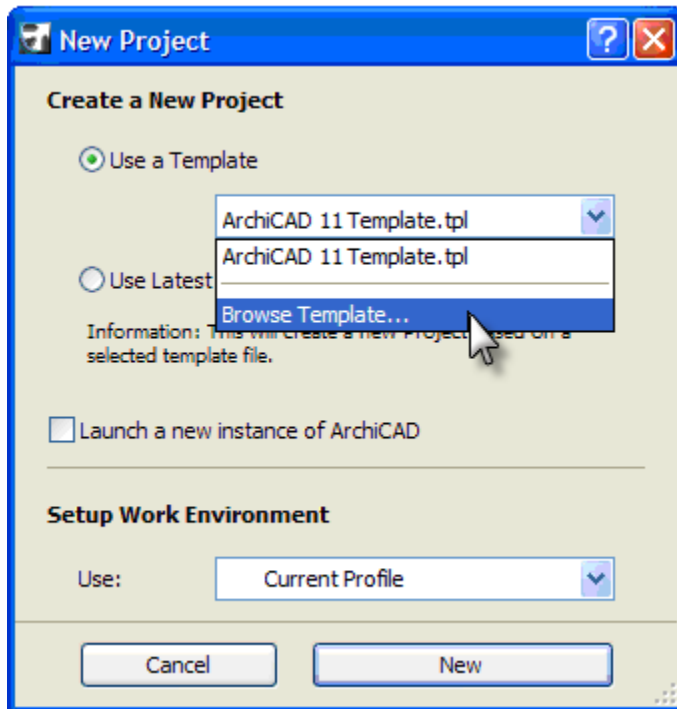 New Project
Create a New Project
Use a Template
ArchiCAD 11 Template.tpl
ArchiCAD 11 Template.tpl
Use Latest
Browse Template...
Information: This will create a new Project based on a
selected template file.
Launch a new instance of ArchiCAD
Setup Work Environment
Use: Current Profile
Cancel New